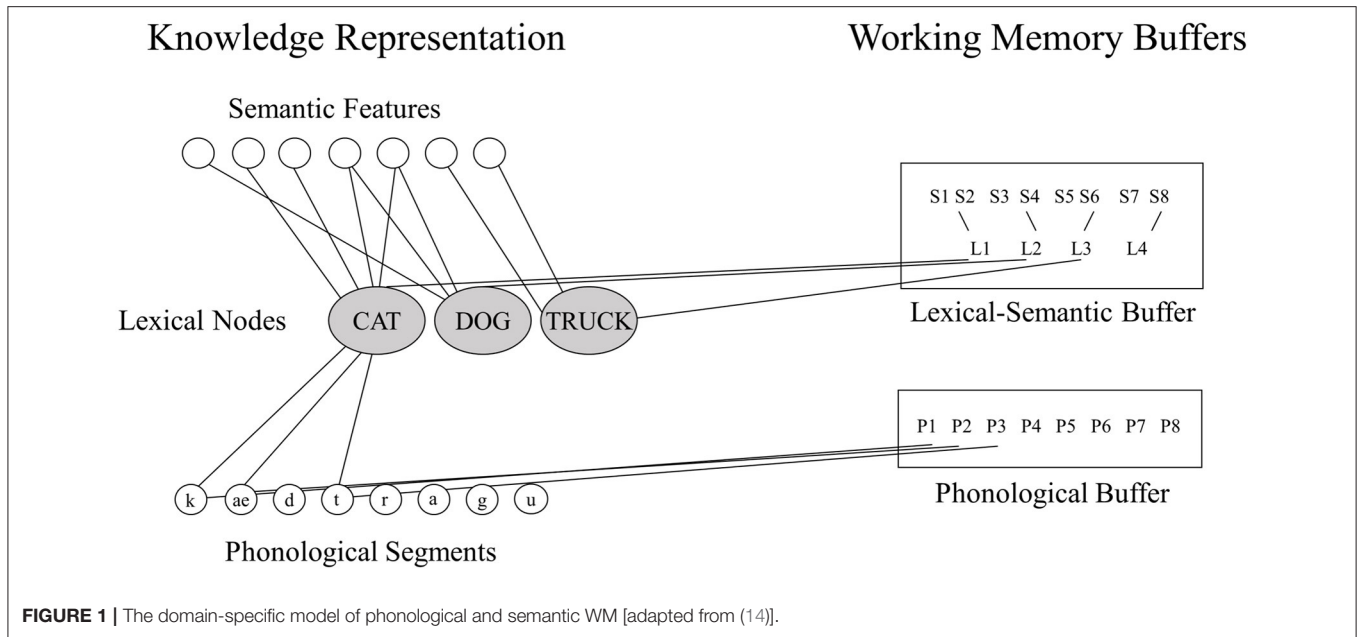 Knowledge Representation
Working Memory Buffers
Semantic Features
S1 S2 S3 S4 S5 S6 S7 S8
L1 L2 L3 L4
Lexical-Semantic Buffer
Lexical Nodes
CAT DOG TRUCK
P1 P2 P3 P4 P5 P6 P7 P8
Phonological Buffer
k ae d t r a g u
Phonological Segments
FIGURE 1 | The domain-specific model of phonological and semantic WM [adapted from (14)].